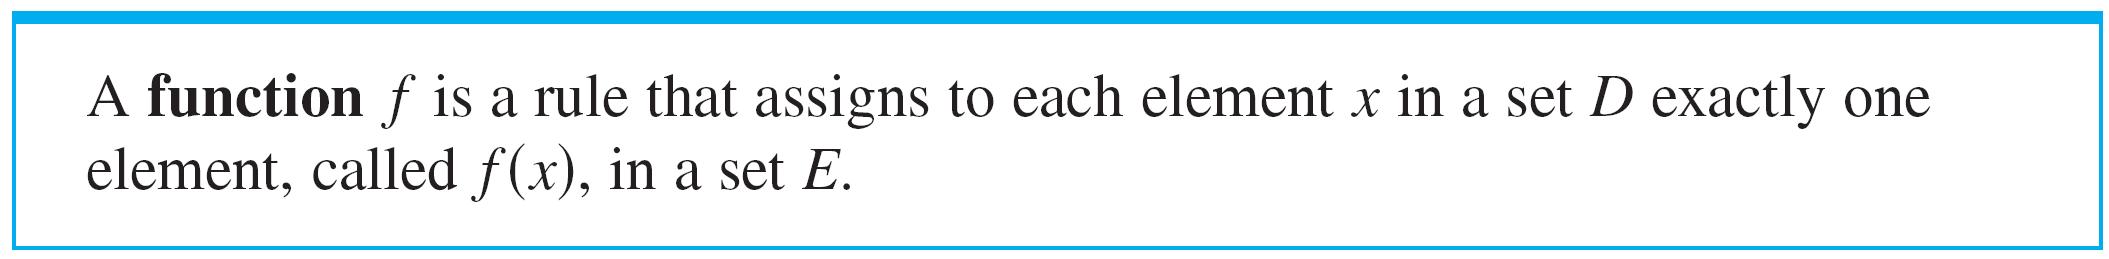 A function f is a rule that assigns to each element x in a set D exactly one
element, called f(x), in a set E.